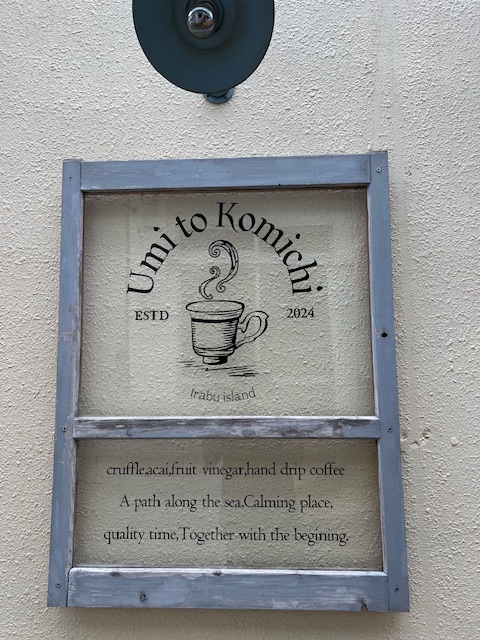 Umi to Komichi
ESTD 2024
Irabu island
cruffle,acai,fruit vinegar,hand drip coffee
A path along the sea,Calming place,
quality time,Together with the begining.